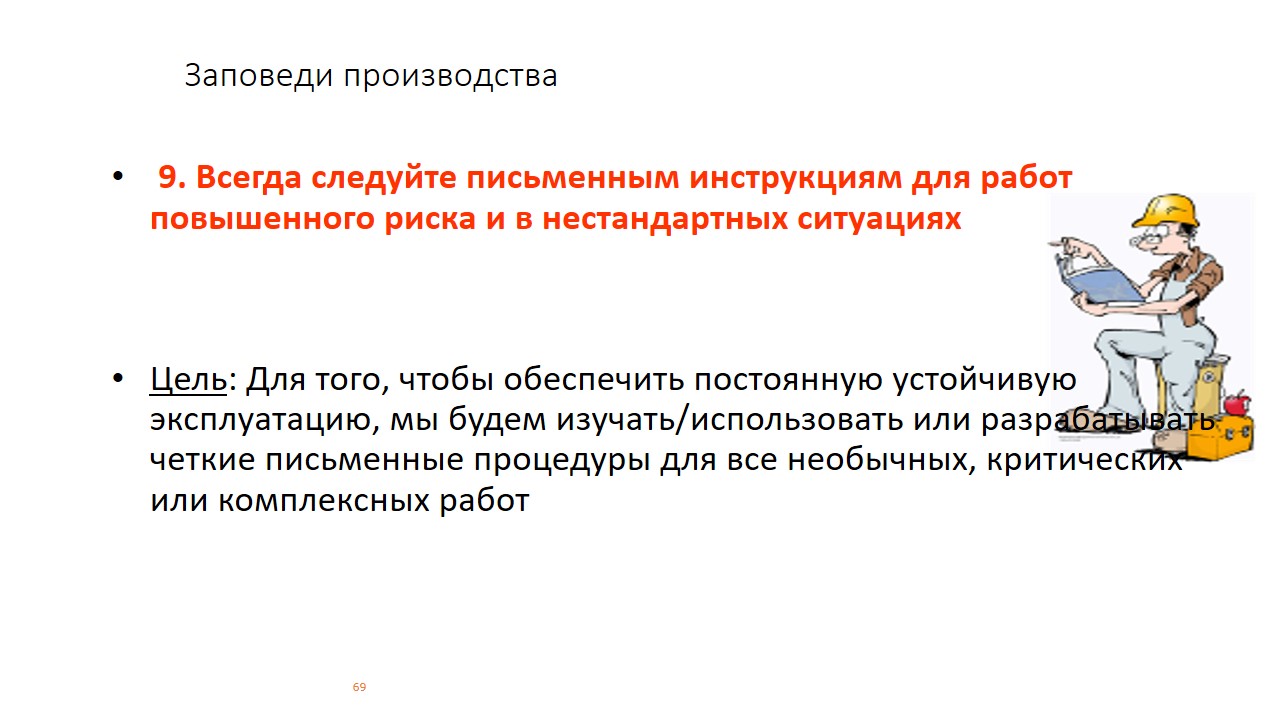 Заповеди производства
• 9. Всегда следуйте письменным инструкциям для работ
повышенного риска и в нестандартных ситуациях
• Цель: Для того, чтобы обеспечить постоянную устойчивую
эксплуатацию, мы будем изучать/использовать или разрабатывать
четкие письменные процедуры для все необычных, критических
или комплексных работ
69